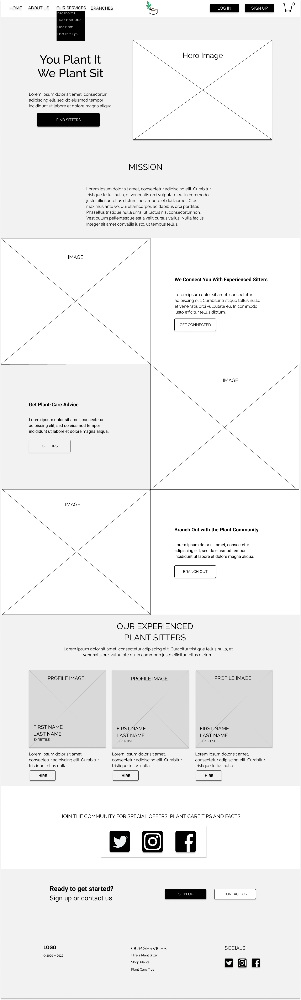 HOME
ABOUT US
OUR SERVICES
BRANCHES
LOG IN
SIGN UP
0
DROPDOWN
Hire a Plant Sitter
Shop Plants
Plant Care Tips
You Plant It
We Plant Sit
Lorem ipsum dolor sit amet, consectetur
adipiscing elit, sed do eiusmod tempor
incididunt ut labore et dolore magna aliqua.
FIND SITTERS
Hero Image
MISSION
Lorem ipsum dolor sit amet, consectetur adipiscing elit. Curabitur
tristique tellus nulla, et venenatis orci vulputate eu. In commodo
justo efficitur tellus dictum, nec imperdiet dui laoreet. Cras
maximus ante vel dui ullamcorper, ac dapibus orci porttitor.
Phasellus tristique nulla urna, ut luctus nisl consectetur non.
Vestibulum pellentesque est a velit cursus varius. Nulla facilisi.
Integer sit amet convallis justo, ut tempus tellus.
IMAGE
We Connect You With Experienced Sitters
Lorem ipsum dolor sit amet, consectetur
adipiscing elit. Curabitur tristique tellus nulla,
et venenatis orci vulputate eu. In commodo
justo efficitur tellus dictum.
GET CONNECTED
Get Plant-Care Advice
Lorem ipsum dolor sit amet, consectetur
adipiscing elit, sed do eiusmod tempor
incididunt ut labore et dolore magna aliqua.
GET TIPS
IMAGE
IMAGE
Branch Out with the Plant Community
Lorem ipsum dolor sit amet, consectetur
adipiscing elit, sed do eiusmod tempor
incididunt ut labore et dolore magna aliqua.
BRANCH OUT
OUR EXPERIENCED
PLANT SITTERS
Lorem ipsum dolor sit amet, consectetur adipiscing elit. Curabitur tristique tellus nulla, et
venenatis orci vulputate eu. In commodo justo efficitur tellus dictum,
PROFILE IMAGE
FIRST NAME
LAST NAME
EXPERTISE
Lorem ipsum dolor sit amet,
consectetur adipiscing elit. Curabitur
tristique tellus nulla.
HIRE
PROFILE IMAGE
FIRST NAME
LAST NAME
EXPERTISE
Lorem ipsum dolor sit amet,
consectetur adipiscing elit. Curabitur
tristique tellus nulla.
HIRE
PROFILE IMAGE
FIRST NAME
LAST NAME
EXPERTISE
Lorem ipsum dolor sit amet,
consectetur adipiscing elit. Curabitur
tristique tellus nulla.
HIRE
JOIN THE COMMUNITY FOR SPECIAL OFFERS, PLANT CARE TIPS AND FACTS
Ready to get started?
Sign up or contact us
SIGN UP
CONTACT US
LOGO
© 2020 — 2022
OUR SERVICES
Hire a Plant Sitter
Shop Plants
Plant Care Tips
SOCIALS